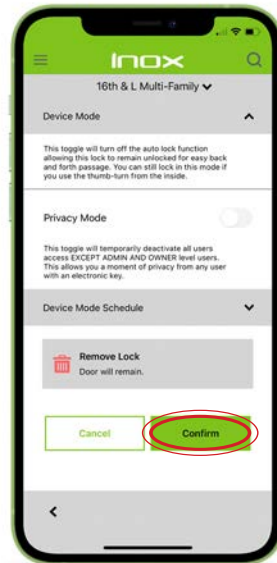 INOX
16th & L Multi-Family
Device Mode
This toggle will turn off the auto lock function
allowing this lock to remain unlocked for easy back
and forth passage. You can still lock in this mode if
you use the thumb-turn from the inside.
Privacy Mode
This toggle will temporarily deactivate all users
access EXCEPT ADMIN AND OWNER level users.
This allows you a moment of privacy from any user
with an electronic key.
Device Mode Schedule
Remove Lock
Door will remain.
Cancel
Confirm